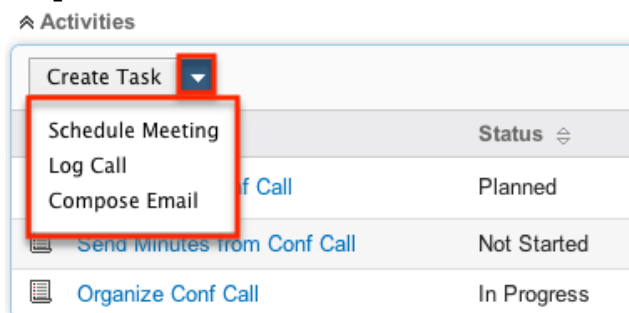 Activities
Create Task
Schedule Meeting
Log Call
Compose Email
Status
Call
Planned
Send Minutes from Conf Call
Not Started
Organize Conf Call
In Progress